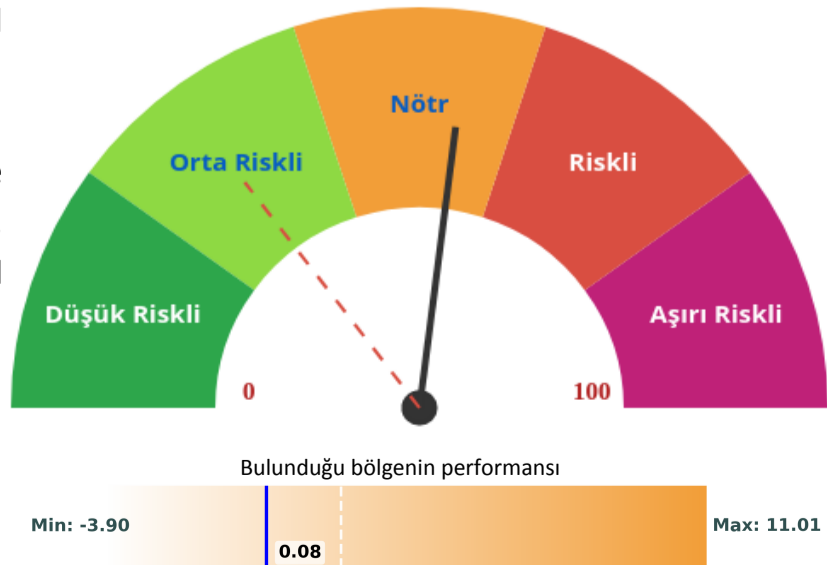 Nötr
Orta Riskli
Riskli
Düşük Riskli
Aşırı Riskli
0
100
Bulunduğu bölgenin performansı
Min: -3.90
Max: 11.01
0.08